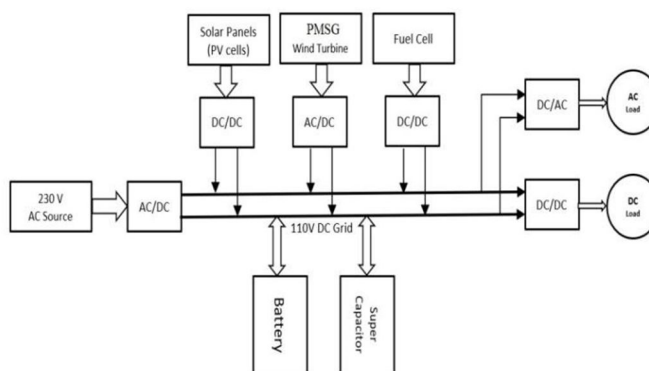 Solar Panels
(PV cells)
PMSG
Wind Turbine
Fuel Cell
DC/DC
AC/DC
DC/DC
DC/AC
AC
Load
230 V
AC Source
AC/DC
110V DC Grid
DC/DC
DC
Load
Battery
Super
Capacitor